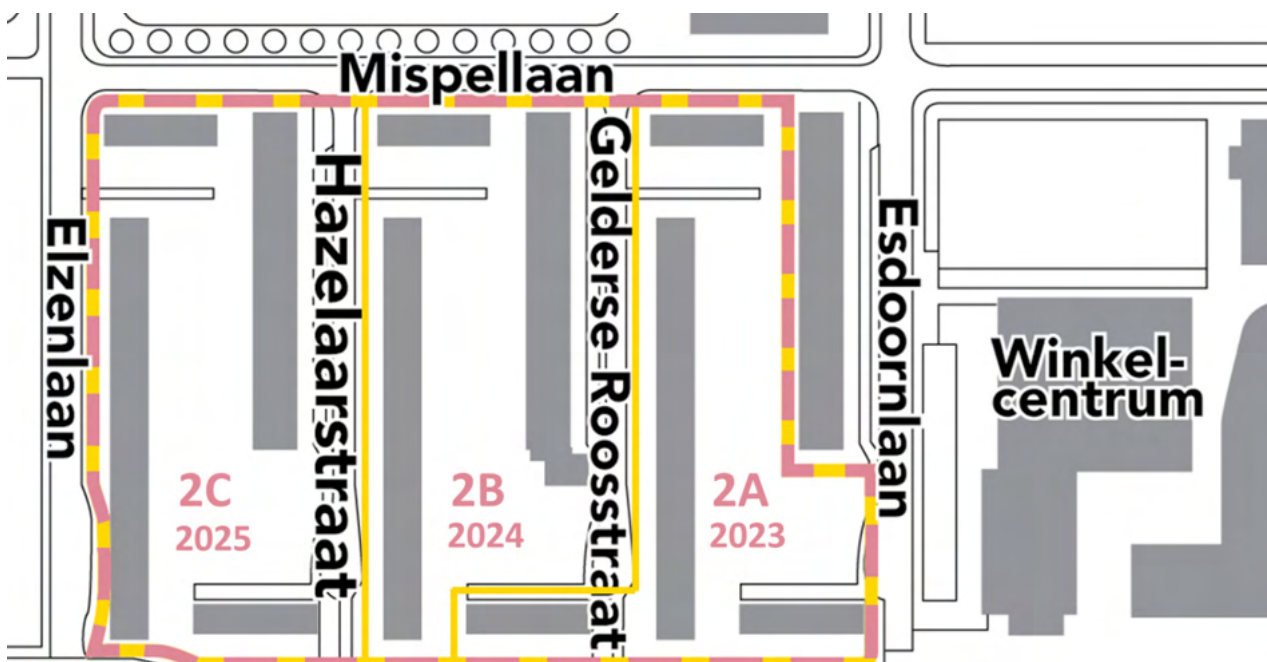 Mispellaan
Elzenlaan
Hazelaarstraat
Gelderse Roosstraat
Esdoornlaan
Winkel-
centrum
2C
2025
2B
2024
2A
2023